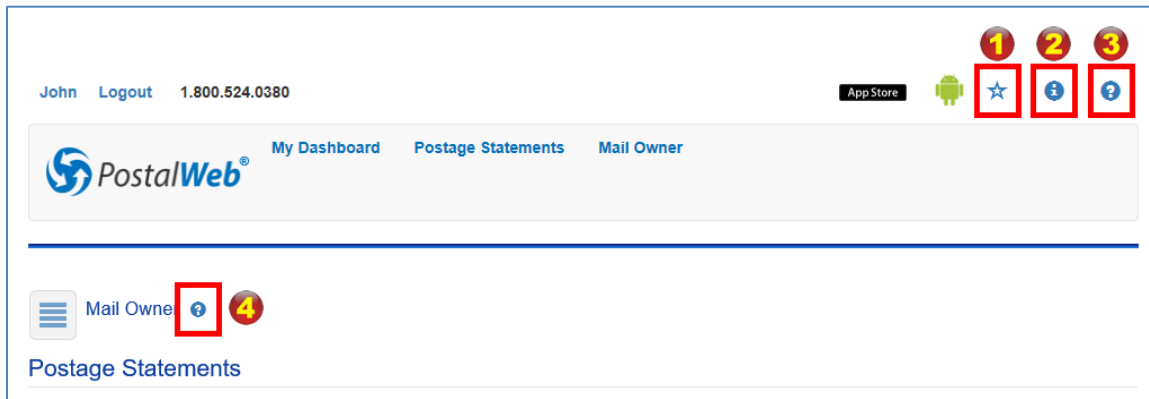 1 2 3
John Logout 1.800.524.0380 App Store
PostalWeb® My Dashboard Postage Statements Mail Owner
Mail Owner 4
Postage Statements